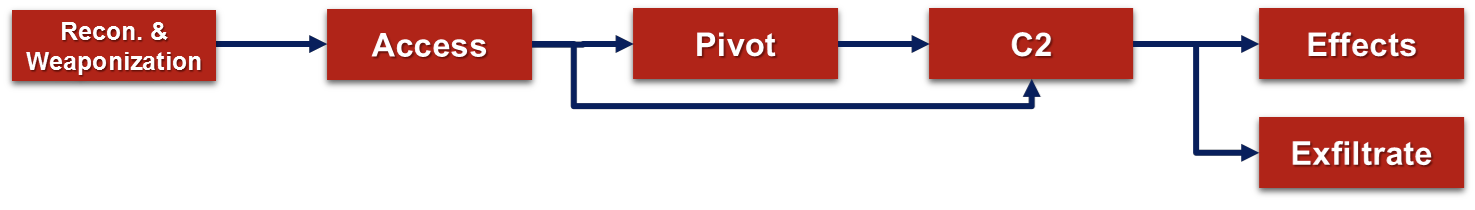 Recon. &
Weaponization
Access
Pivot
C2
Effects
Exfiltrate